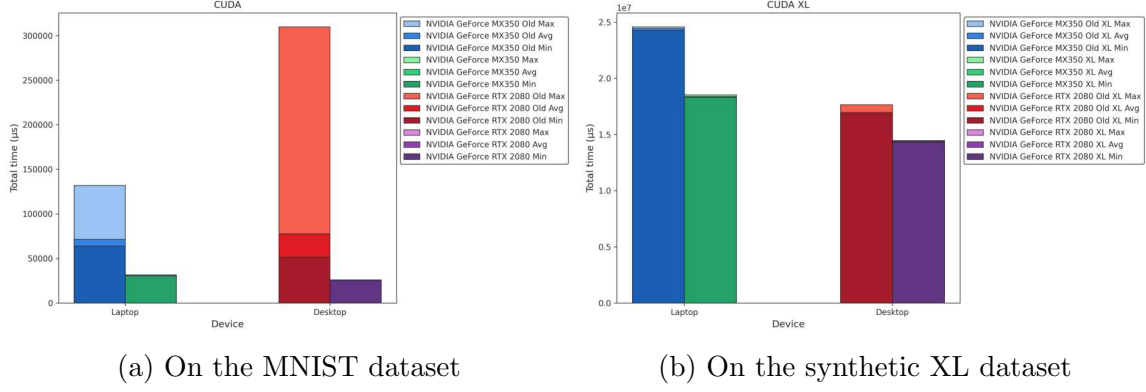 CUDA
300000
250000
200000
150000
100000
50000
0
Total time (µs)
Laptop
Desktop
Device
NVIDIA GeForce MX350 Old Max
NVIDIA GeForce MX350 Old Avg
NVIDIA GeForce MX350 Old Min
NVIDIA GeForce MX350 Max
NVIDIA GeForce MX350 Avg
NVIDIA GeForce MX350 Min
NVIDIA GeForce RTX 2080 Old Max
NVIDIA GeForce RTX 2080 Old Avg
NVIDIA GeForce RTX 2080 Old Min
NVIDIA GeForce RTX 2080 Max
NVIDIA GeForce RTX 2080 Avg
NVIDIA GeForce RTX 2080 Min
(a) On the MNIST dataset
CUDA XL
1e7
2.5
2.0
1.5
1.0
0.5
0.0
Total time (µs)
Laptop
Desktop
Device
NVIDIA GeForce MX350 Old XL Max
NVIDIA GeForce MX350 Old XL Avg
NVIDIA GeForce MX350 Old XL Min
NVIDIA GeForce MX350 XL Max
NVIDIA GeForce MX350 XL Avg
NVIDIA GeForce MX350 XL Min
NVIDIA GeForce RTX 2080 Old XL Max
NVIDIA GeForce RTX 2080 Old XL Avg
NVIDIA GeForce RTX 2080 Old XL Min
NVIDIA GeForce RTX 2080 XL Max
NVIDIA GeForce RTX 2080 XL Avg
NVIDIA GeForce RTX 2080 XL Min
(b) On the synthetic XL dataset